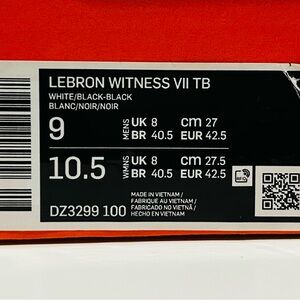 LEBRON WITNESS VII TB
WHITE/BLACK-BLACK
BLANC/NOIR/NOIR
9 MENS UK 8 cm 27
BR 40.5 EUR 42.5
10.5 WMNS UK 8 cm 27.5
BR 40.5 EUR 42.5
MADE IN VIETNAM /
FABRIQUE AU VIETNAM /
FABRICADO NO VIETNÃ /
HECHO EN VIETNAM
DZ3299 100